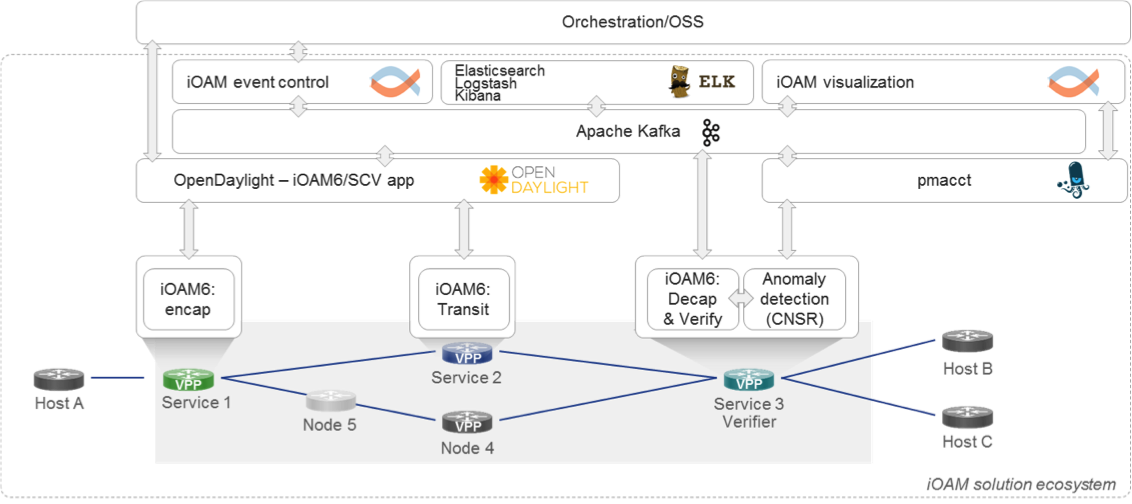 Orchestration/OSS
iOAM event control
Elasticsearch
Logstash
Kibana
ELK
iOAM visualization
Apache Kafka
OpenDaylight – iOAM6/SCV app
OPEN
DAYLIGHT
pmacct
iOAM6:
encap
iOAM6:
Transit
iOAM6:
Decap
& Verify
Anomaly
detection
(CNSR)
VPP
Service 2
Host B
Host A
VPP
Service 1
Node 5
VPP
Node 4
VPP
Service 3
Verifier
Host C
iOAM solution ecosystem